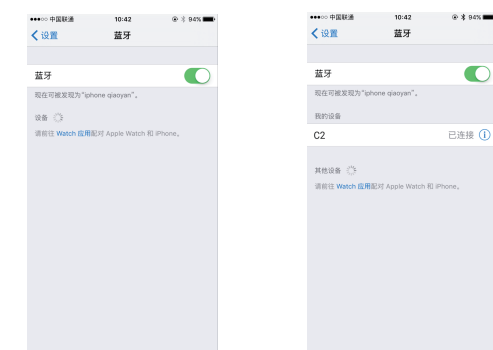 中国联通 10:42 94%
设置 蓝牙
蓝牙
现在可被发现为“iphone qiaoyan”。
设备
请前往 Watch 应用配对 Apple Watch 和 iPhone。
中国联通 10:42 94%
设置 蓝牙
蓝牙
现在可被发现为“iphone qiaoyan”。
我的设备
C2 已连接
其他设备
请前往 Watch 应用配对 Apple Watch 和 iPhone。